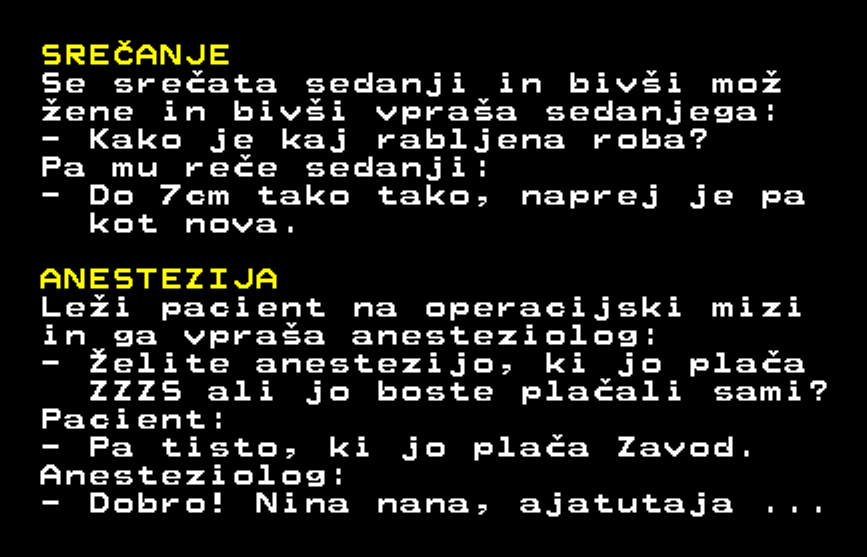 SREČANJE
Se srečata sedanji in bivši mož
žene in bivši vpraša sedanjega:
- Kako je kaj rabljena roba?
Pa mu reče sedanji:
- Do 7cm tako tako, naprej je pa
kot nova.
ANESTEZIJA
Leži pacient na operacijski mizi
in ga vpraša anesteziolog:
- Želite anestezijo, ki jo plača
ZZZS ali jo boste plačali sami?
Pacient:
- Pa tisto, ki jo plača Zavod.
Anesteziolog:
- Dobro! Nina nana, ajatutaja ...